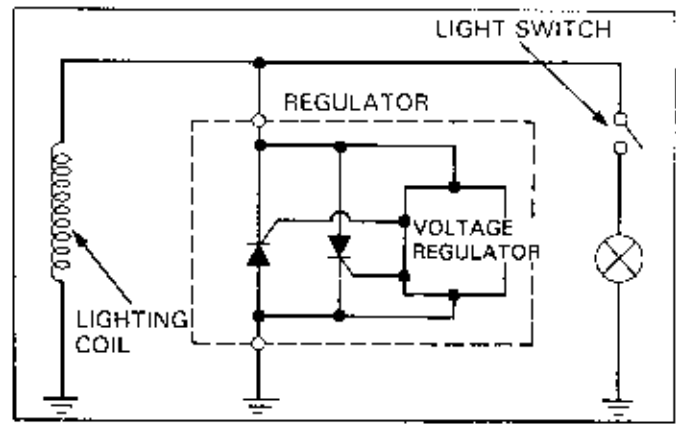 LIGHT SWITCH
REGULATOR
VOLTAGE
REGULATOR
LIGHTING
COIL